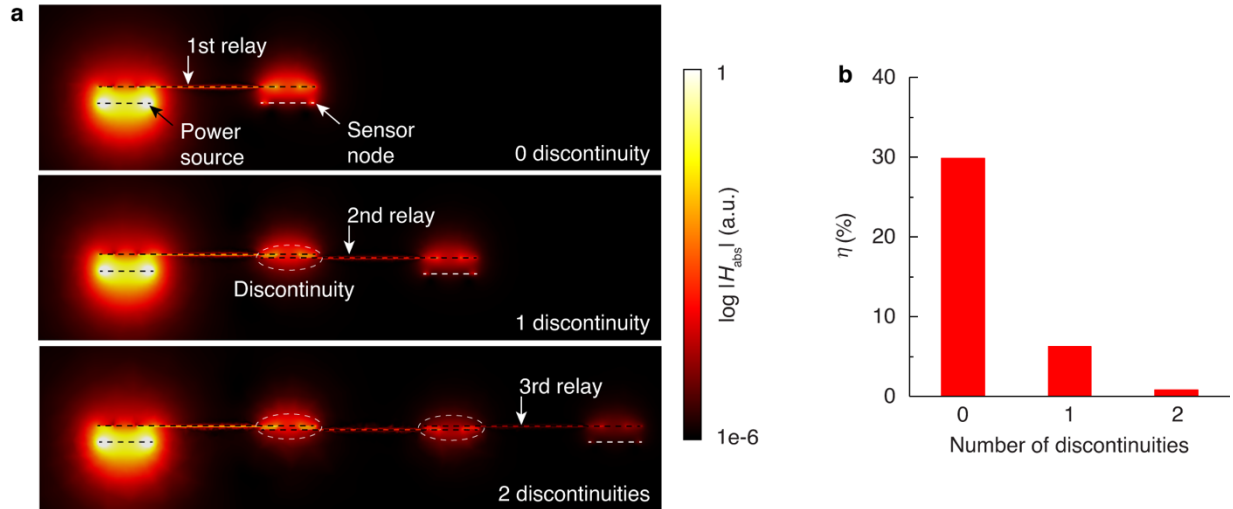 a
1st relay
Power
source
Sensor
node
0 discontinuity
2nd relay
Discontinuity
1 discontinuity
3rd relay
2 discontinuities
1
log |H_abs| (a.u.)
1e-6
b
40
30
20
10
0
η (%)
0 1 2
Number of discontinuities